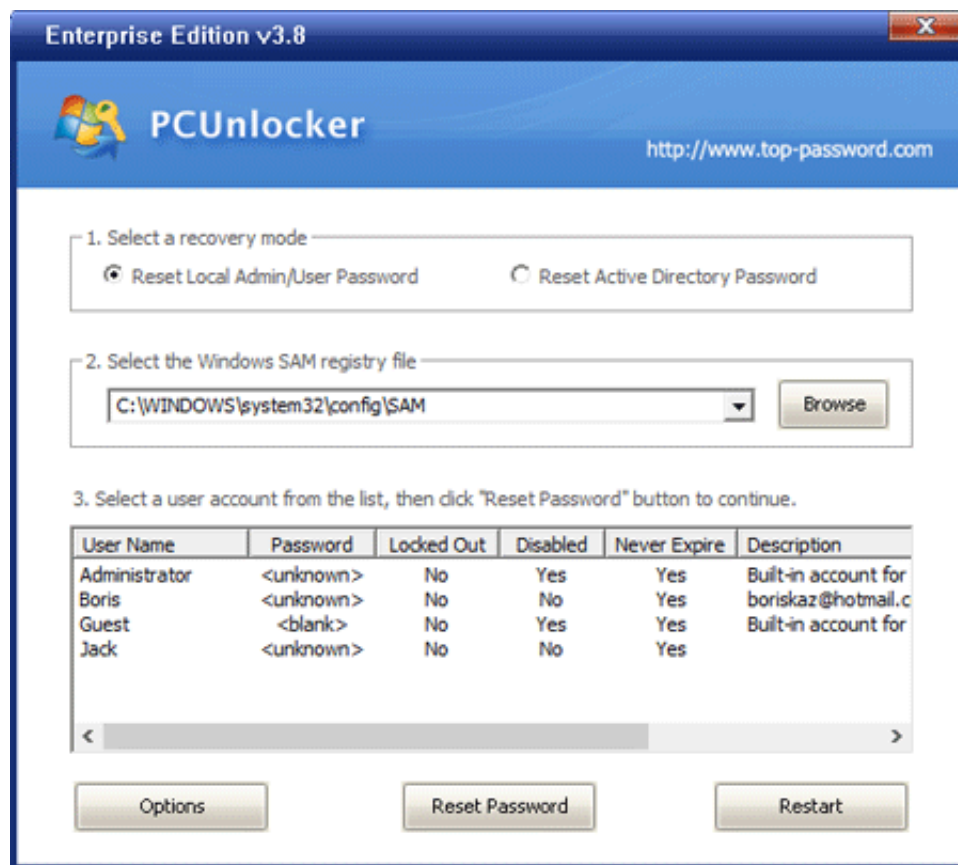 Enterprise Edition v3.8
PCUnlocker
http://www.top-password.com
1. Select a recovery mode
Reset Local Admin/User Password Reset Active Directory Password
2. Select the Windows SAM registry file
C:\WINDOWS\system32\config\SAM Browse
3. Select a user account from the list, then click "Reset Password" button to continue.
User Name Password Locked Out Disabled Never Expire Description
Administrator <unknown> No Yes Yes Built-in account for
Boris <unknown> No No Yes boriskaz@hotmail.c
Guest <blank> No Yes Yes Built-in account for
Jack <unknown> No No Yes
Options Reset Password Restart